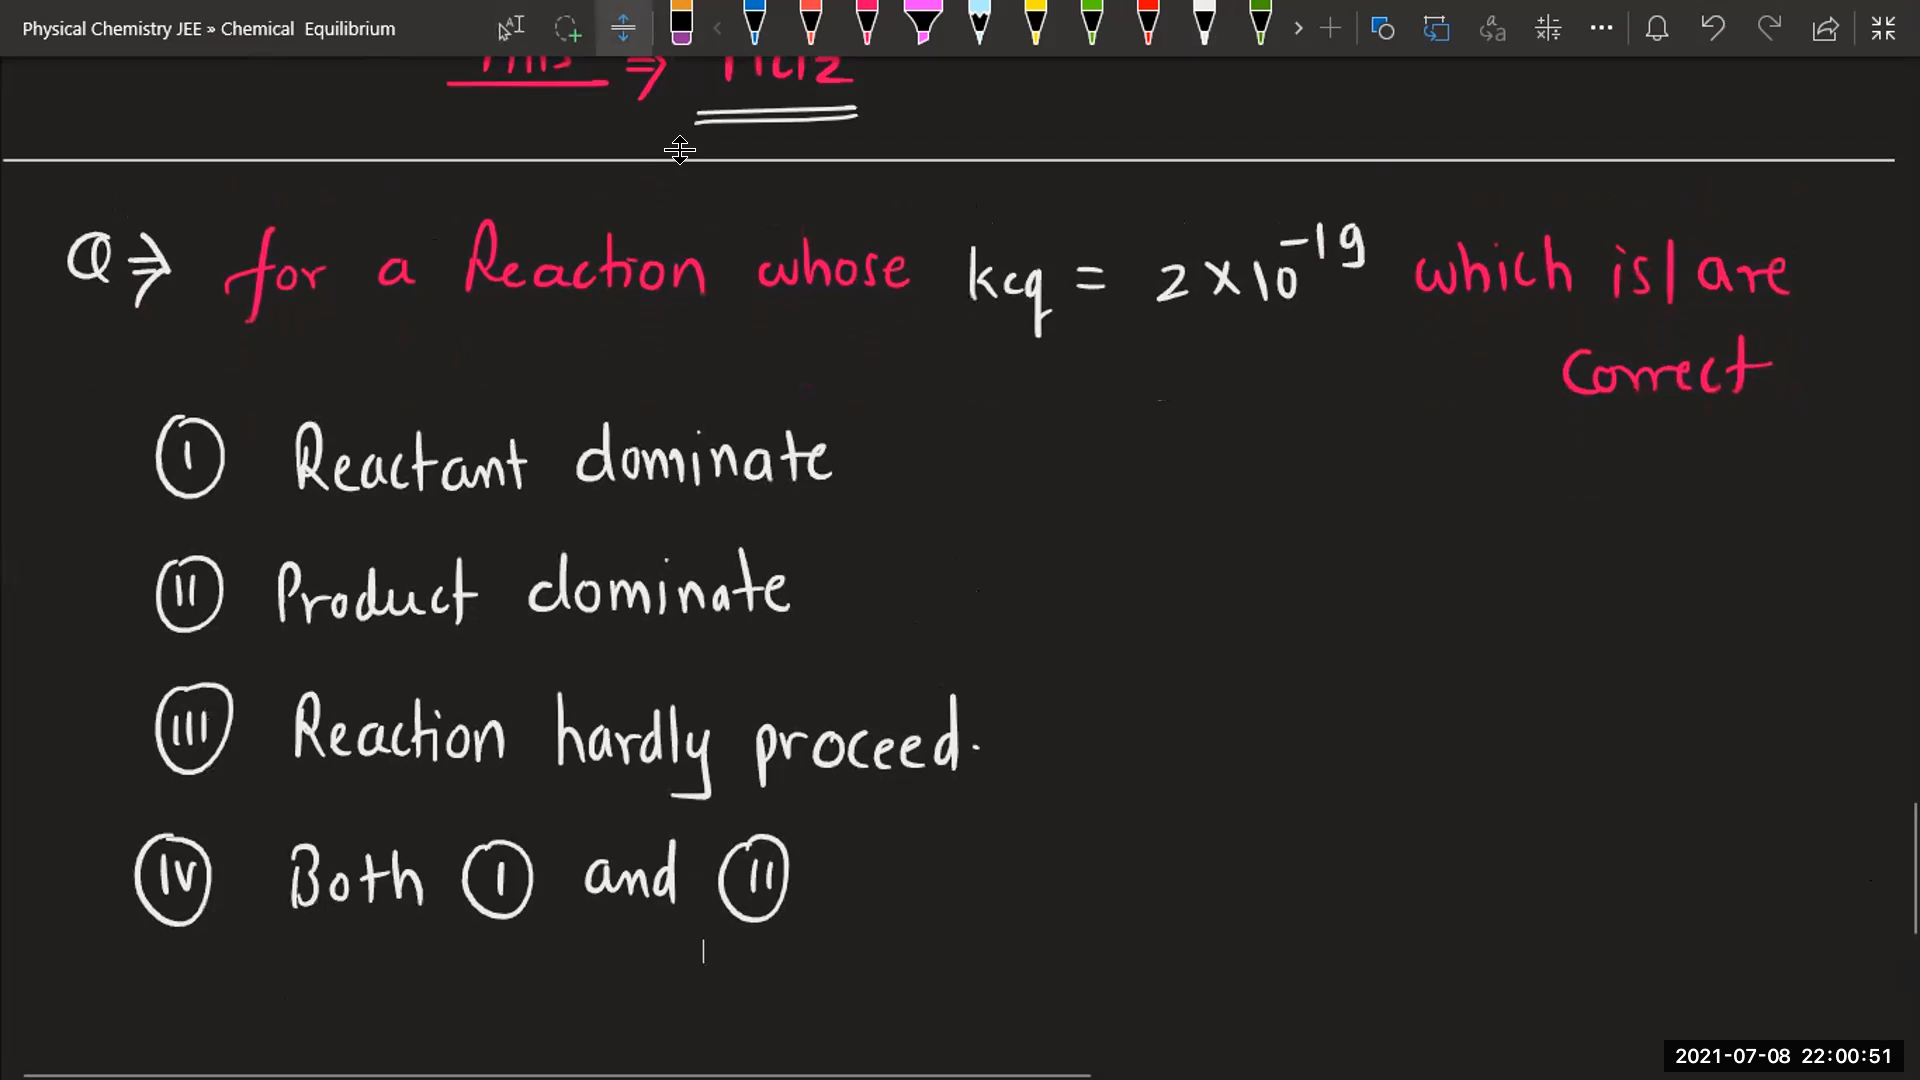 Physical Chemistry JEE » Chemical Equilibrium
Q ⇒ for a Reaction whose kcq = 2 × 10⁻¹⁹ which is/are
Correct
(I) Reactant dominate
(II) Product dominate
(III) Reaction hardly proceed.
(IV) Both (I) and (II)
2021-07-08 22:00:51